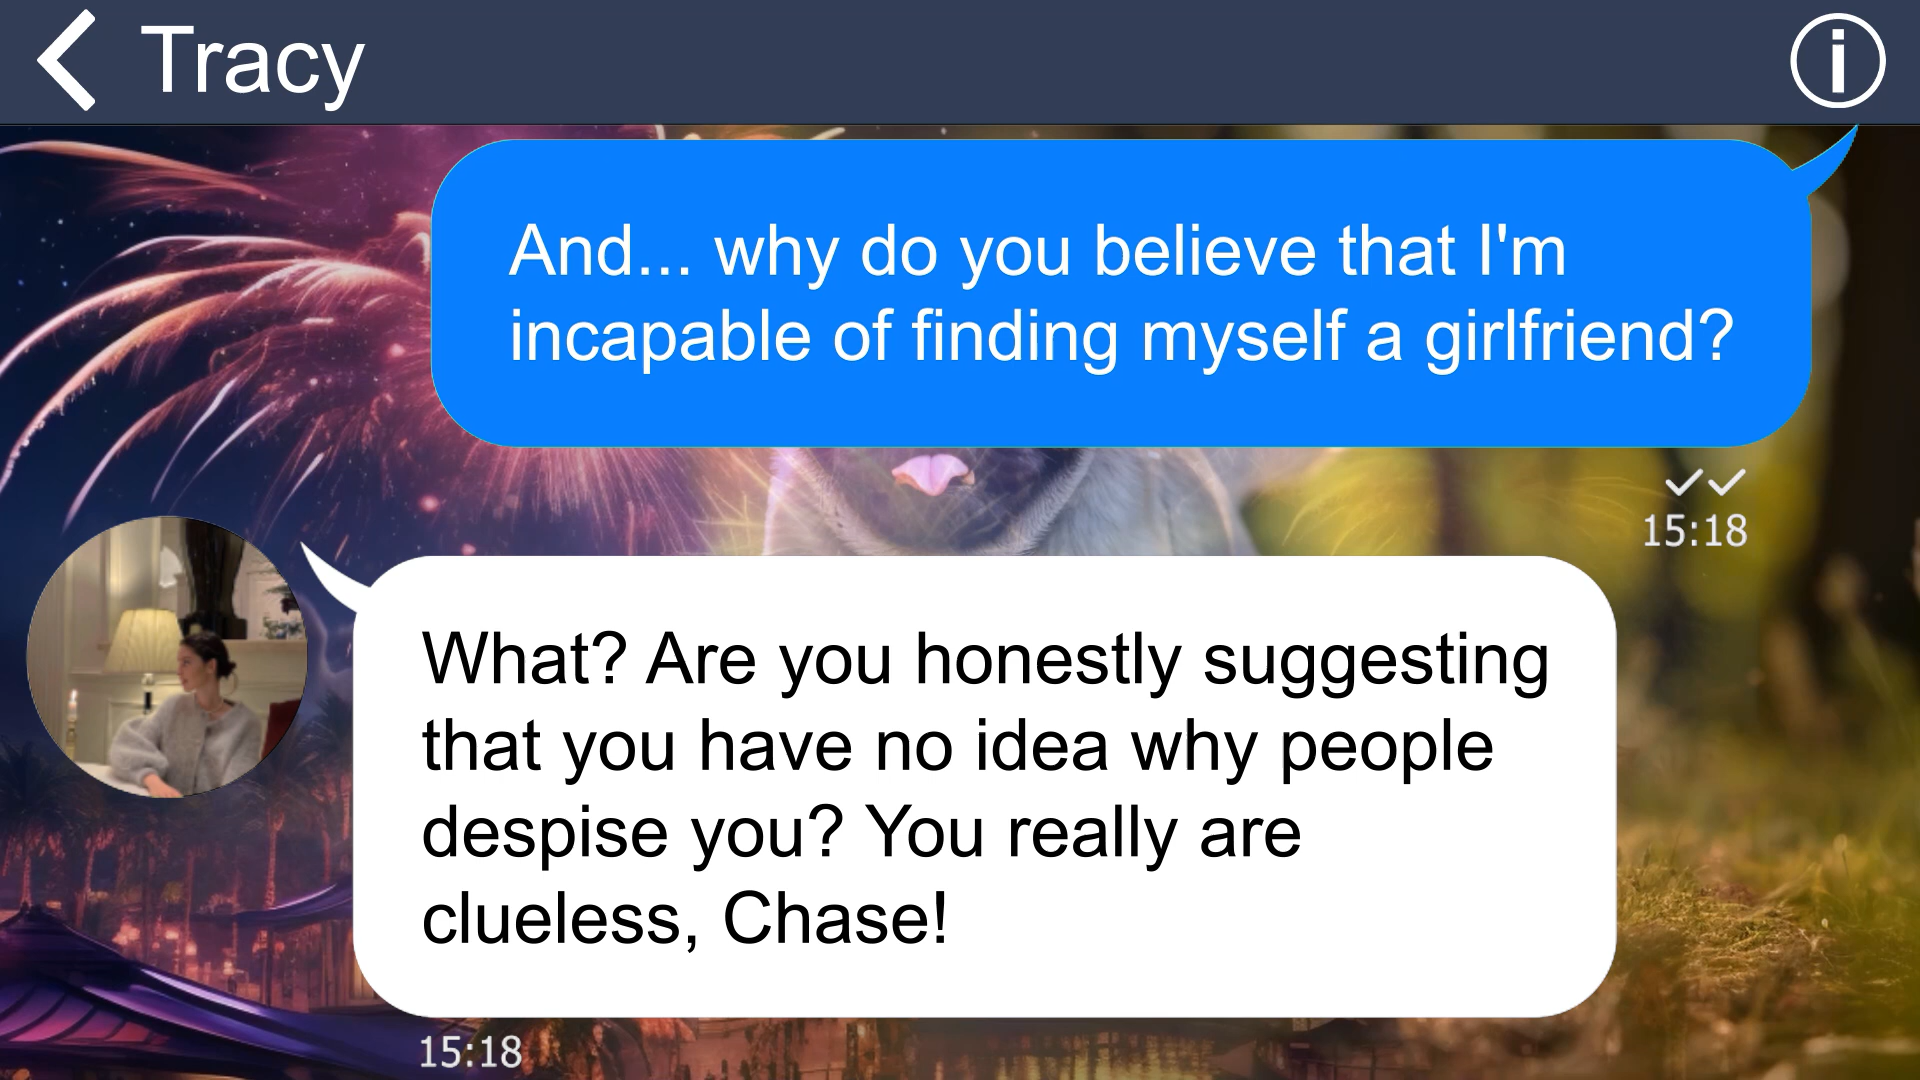 Tracy
And... why do you believe that I'm
incapable of finding myself a girlfriend?
15:18
What? Are you honestly suggesting
that you have no idea why people
despise you? You really are
clueless, Chase!
15:18